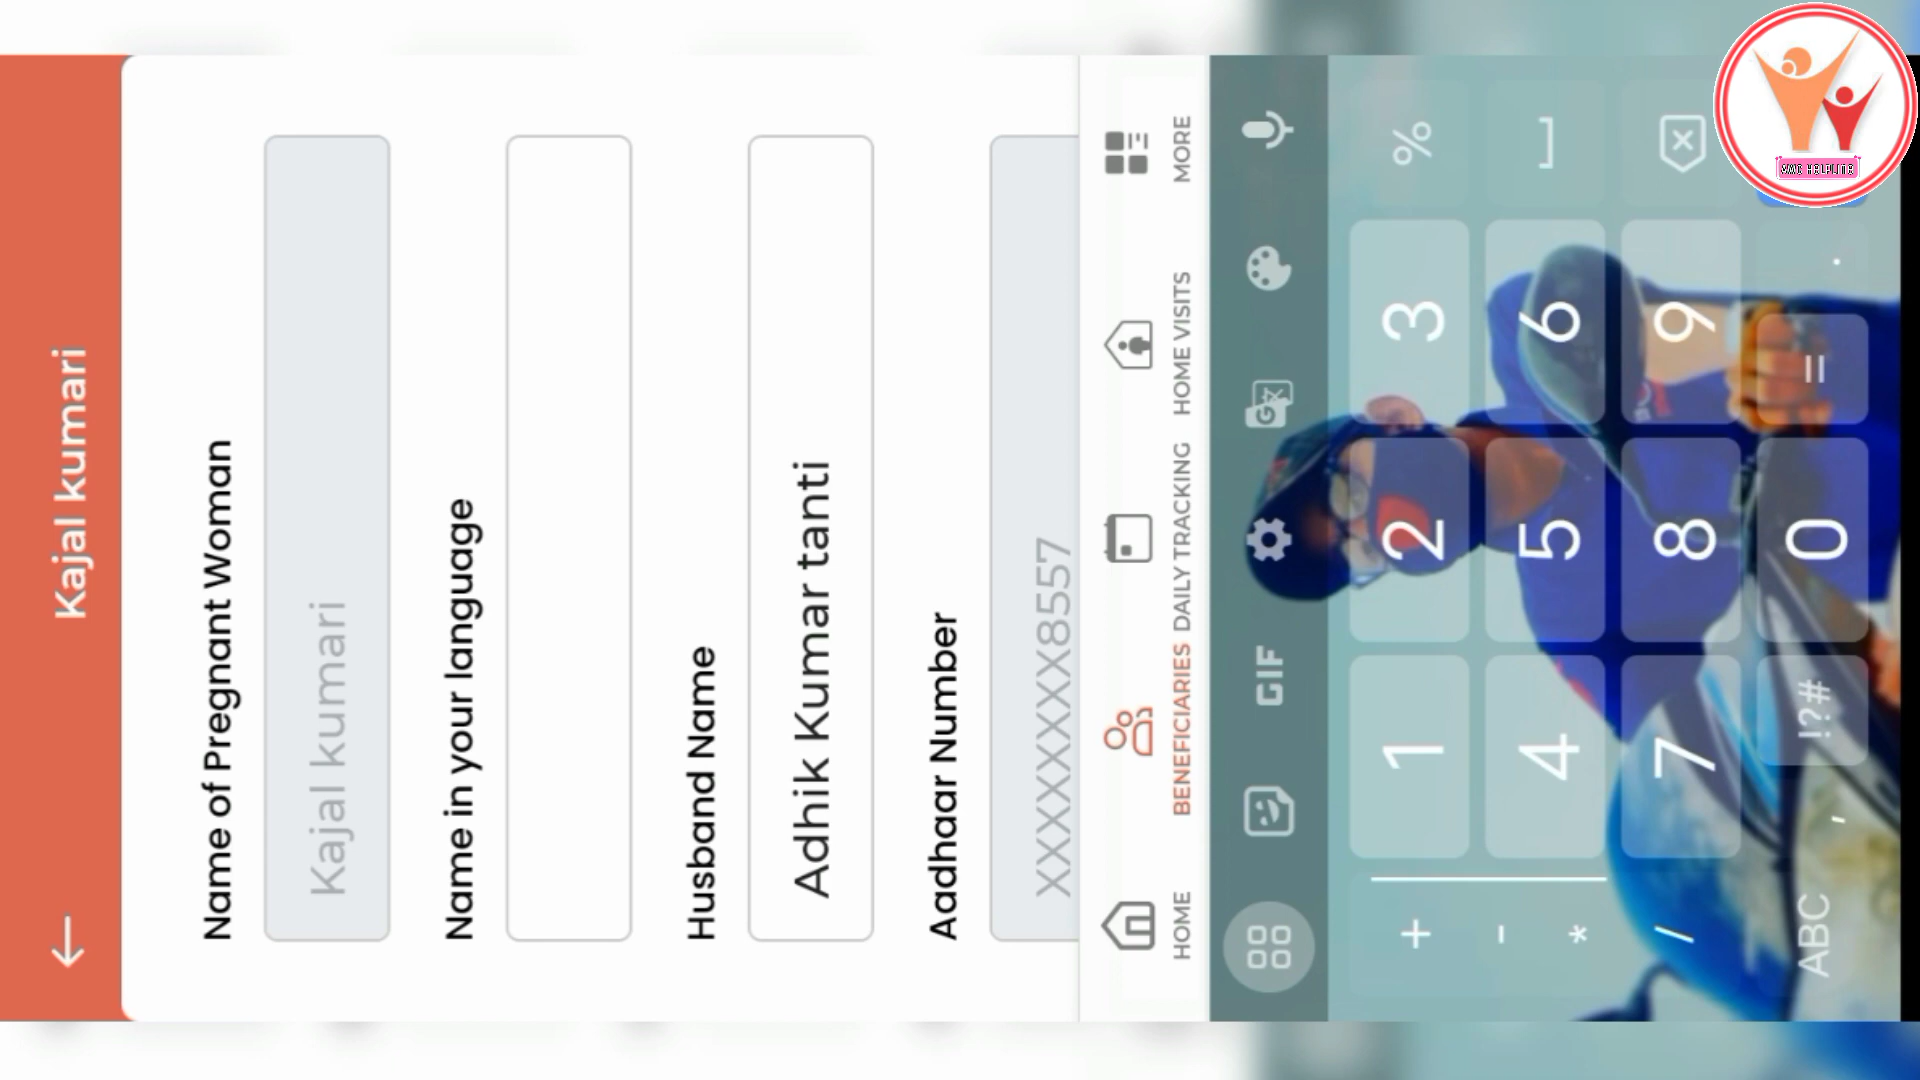 Kajal kumari
Name of Pregnant Woman
Kajal kumari
Name in your language
Husband Name
Adhik Kumar tanti
Aadhaar Number
XXXXXXXX8557
HOME
BENEFICIARIES
DAILY TRACKING
HOME VISITS
MORE
GIF
+ 1 2 3 %
- 4 5 6 ]
*
/ 7 8 9
ABC , !?# 0 = .